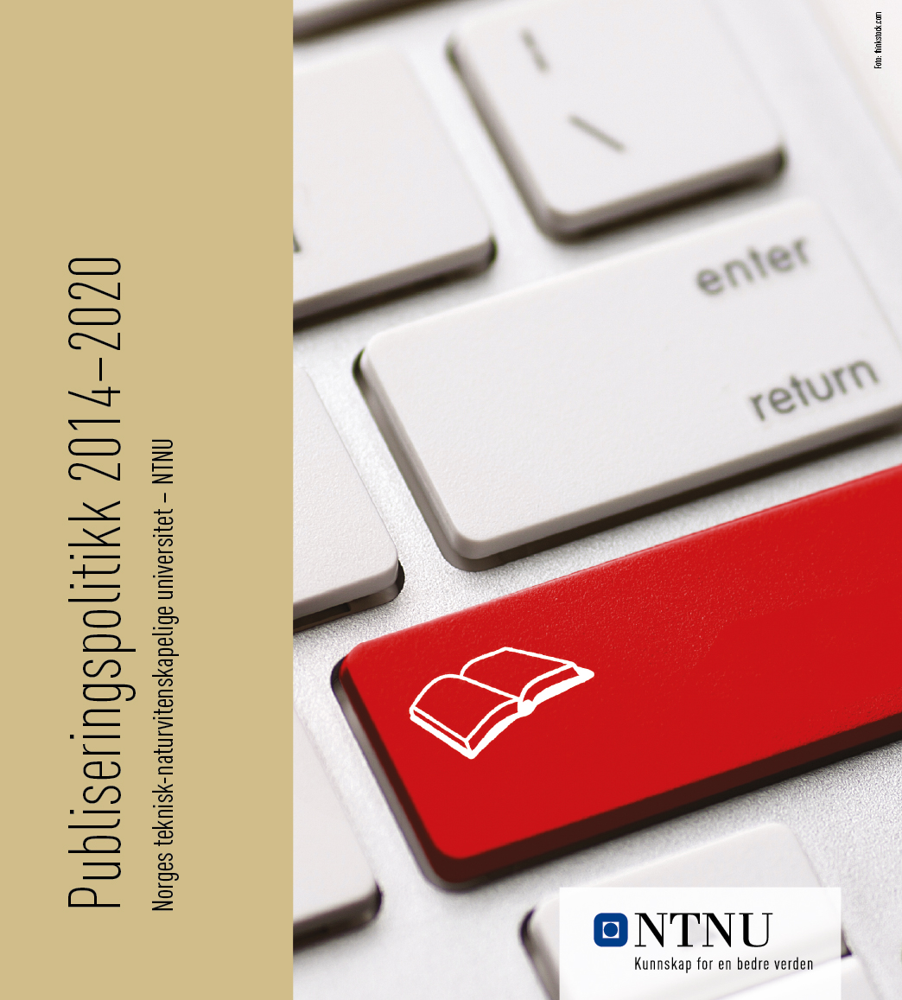 Publiseringspolitikk 2014–2020
Norges teknisk-naturvitenskapelige universitet – NTNU
Foto: thinkstock.com
enter
return
NTNU
Kunnskap for en bedre verden